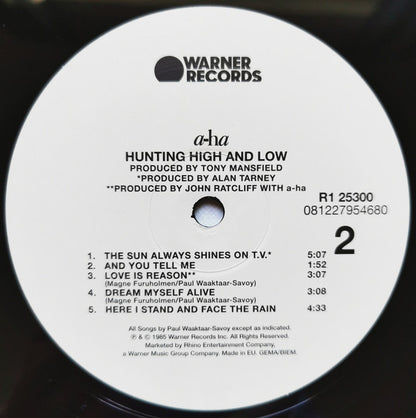 WARNER
RECORDS
a-ha
HUNTING HIGH AND LOW
PRODUCED BY TONY MANSFIELD
*PRODUCED BY ALAN TARNEY
**PRODUCED BY JOHN RATCLIFF WITH a-ha
R1 25300
081227954680
2
1. THE SUN ALWAYS SHINES ON T.V.* 5:07
2. AND YOU TELL ME 1:52
3. LOVE IS REASON** 3:07
(Magne Furuholmen/Paul Waaktaar-Savoy)
4. DREAM MYSELF ALIVE 3:08
(Magne Furuholmen/Paul Waaktaar-Savoy)
5. HERE I STAND AND FACE THE RAIN 4:33
All Songs by Paul Waaktaar-Savoy except as indicated.
℗ & © 1985 Warner Records Inc. All Rights Reserved.
Marketed by Rhino Entertainment Company,
a Warner Music Group Company. Made in EU. GEMA/BIEM.